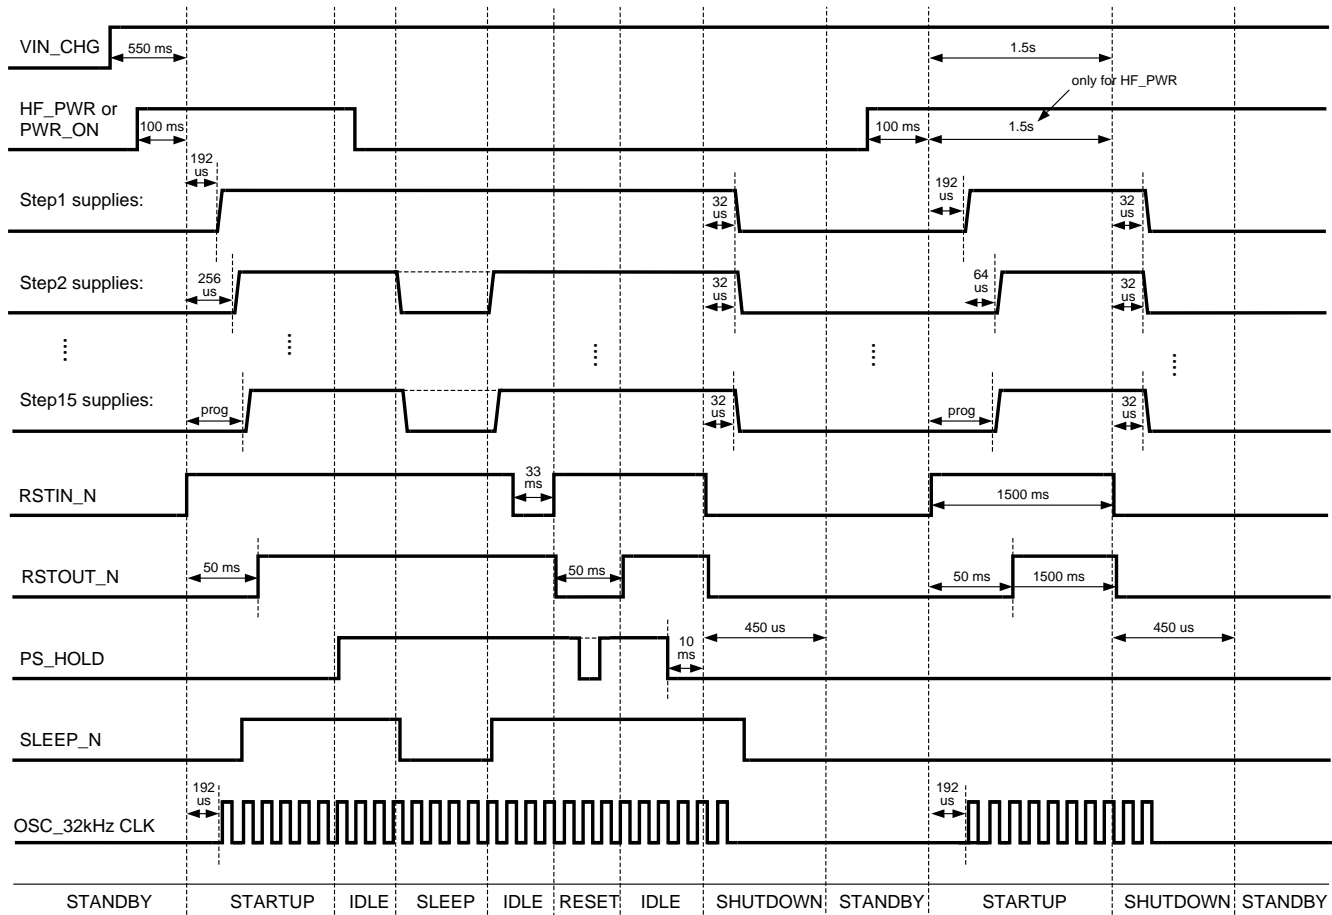 VIN_CHG
550 ms
1.5s
only for HF_PWR
HF_PWR or
PWR_ON
100 ms
100 ms
1.5s
192
us
Step1 supplies:
32
us
192
us
32
us
Step2 supplies:
256
us
32
us
64
us
32
us
Step15 supplies:
prog
32
us
prog
32
us
RSTIN_N
33
ms
1500 ms
RSTOUT_N
50 ms
50 ms
50 ms
1500 ms
PS_HOLD
10
ms
450 us
450 us
SLEEP_N
OSC_32kHz CLK
192
us
192
us
STANDBY STARTUP IDLE SLEEP IDLE RESET IDLE SHUTDOWN STANDBY STARTUP SHUTDOWN STANDBY